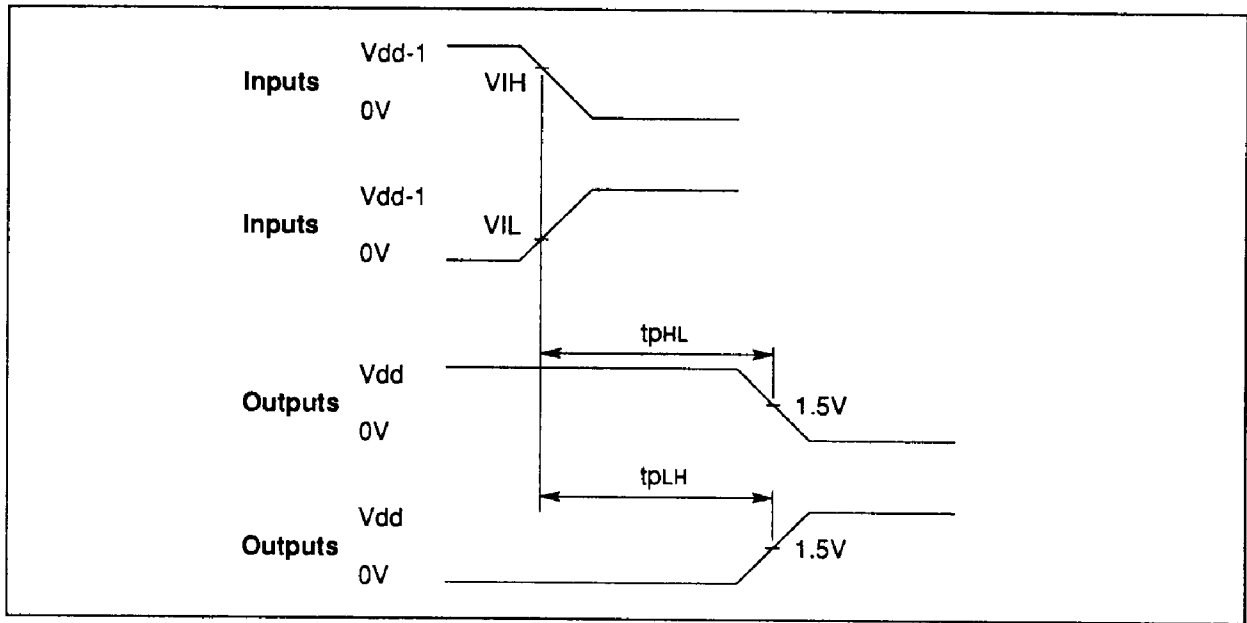 Vdd-1
Inputs
VIH
0V
Vdd-1
Inputs
VIL
0V
tpHL
Vdd
Outputs
1.5V
0V
tpLH
Vdd
Outputs
1.5V
0V